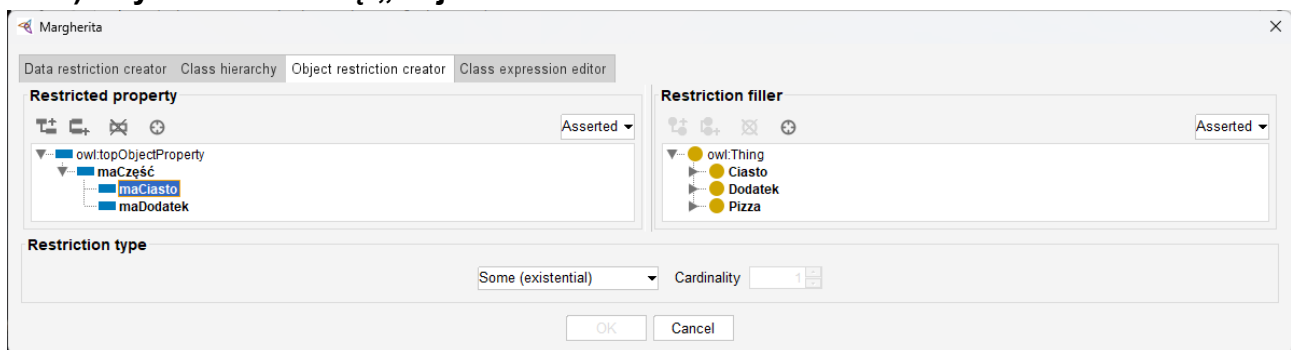 Margherita
Data restriction creator Class hierarchy Object restriction creator Class expression editor
Restricted property
Asserted
owl:topObjectProperty
maCzęść
maCiasto
maDodatek
Restriction filler
Asserted
owl:Thing
Ciasto
Dodatek
Pizza
Restriction type
Some (existential) Cardinality 1
OK Cancel